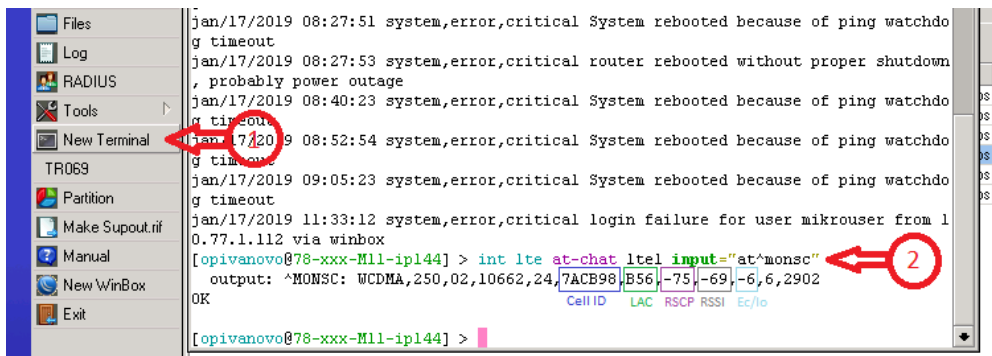 Files
Log
RADIUS
Tools
New Terminal
TR069
Partition
Make Supout.rif
Manual
New WinBox
Exit
jan/17/2019 08:27:51 system,error,critical System rebooted because of ping watchdo
g timeout
jan/17/2019 08:27:53 system,error,critical router rebooted without proper shutdown
, probably power outage
jan/17/2019 08:40:23 system,error,critical System rebooted because of ping watchdo
g timeout
jan/17/2019 08:52:54 system,error,critical System rebooted because of ping watchdo
g timeout
jan/17/2019 09:05:23 system,error,critical System rebooted because of ping watchdo
g timeout
jan/17/2019 11:33:12 system,error,critical login failure for user mikrouser from 1
0.77.1.112 via winbox
[opivanovo@78-xxx-M11-ip144] > int lte at-chat lte1 input="at^monsc"
output: ^MONSC: WCDMA,250,02,10662,24,7ACB98,B56,-75,-69,-6,6,2902
OK
Cell ID LAC RSCP RSSI Ec/Io
[opivanovo@78-xxx-M11-ip144] >
1
2